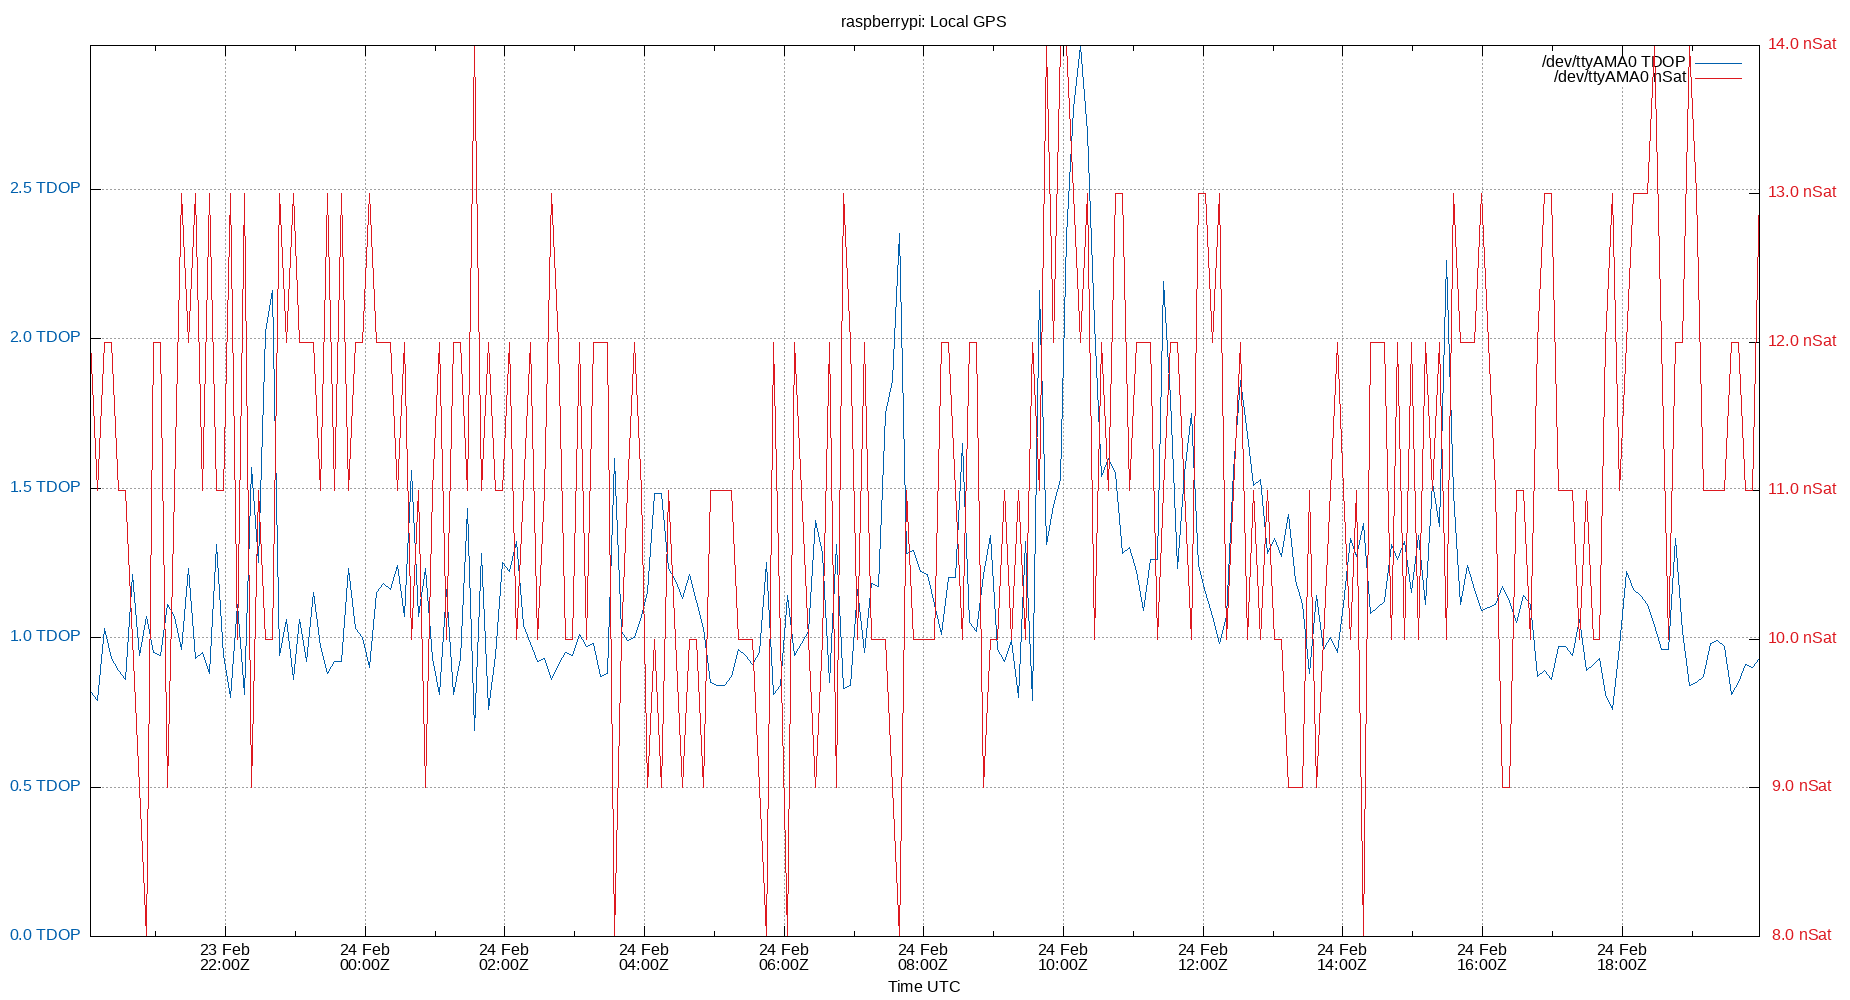 raspberrypi: Local GPS
/dev/ttyAMA0 TDOP
/dev/ttyAMA0 nSat
2.5 TDOP
2.0 TDOP
1.5 TDOP
1.0 TDOP
0.5 TDOP
0.0 TDOP
14.0 nSat
13.0 nSat
12.0 nSat
11.0 nSat
10.0 nSat
9.0 nSat
8.0 nSat
23 Feb
22:00Z
24 Feb
00:00Z
24 Feb
02:00Z
24 Feb
04:00Z
24 Feb
06:00Z
24 Feb
08:00Z
24 Feb
10:00Z
24 Feb
12:00Z
24 Feb
14:00Z
24 Feb
16:00Z
24 Feb
18:00Z
Time UTC